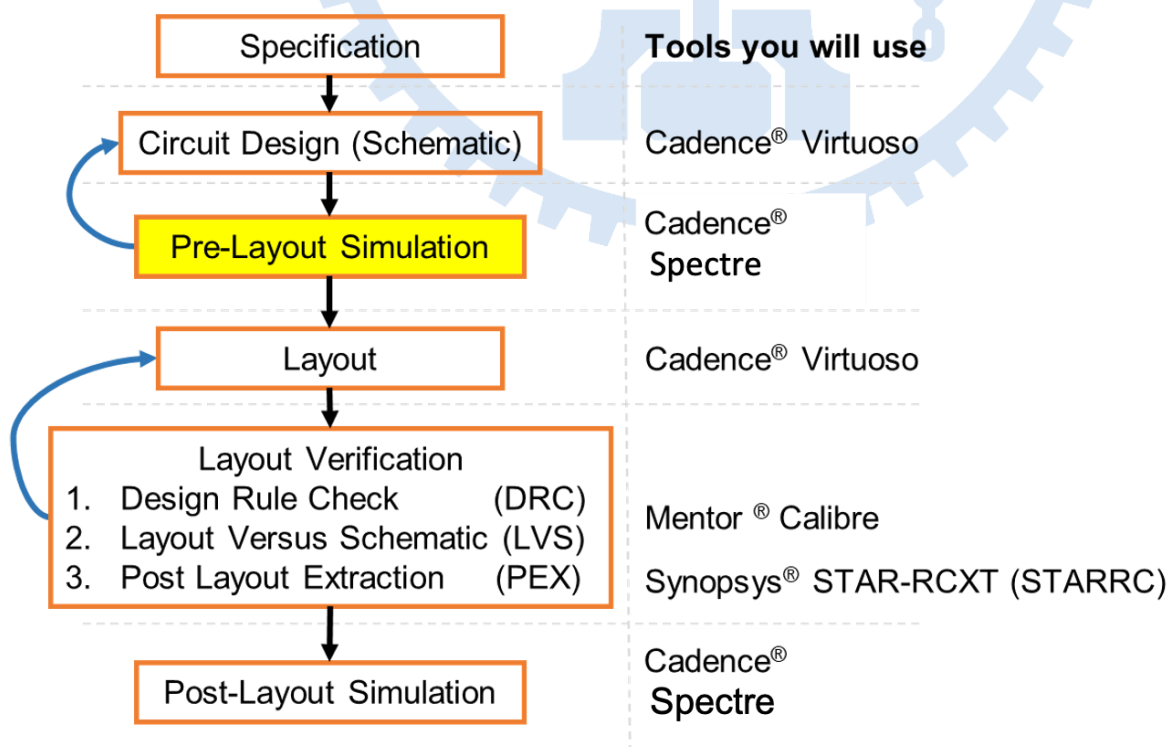 Specification
Tools you will use
Circuit Design (Schematic)
Cadence® Virtuoso
Pre-Layout Simulation
Cadence®
Spectre
Layout
Cadence® Virtuoso
Layout Verification
1. Design Rule Check (DRC)
2. Layout Versus Schematic (LVS)
3. Post Layout Extraction (PEX)
Mentor ® Calibre
Synopsys® STAR-RCXT (STARRC)
Post-Layout Simulation
Cadence®
Spectre